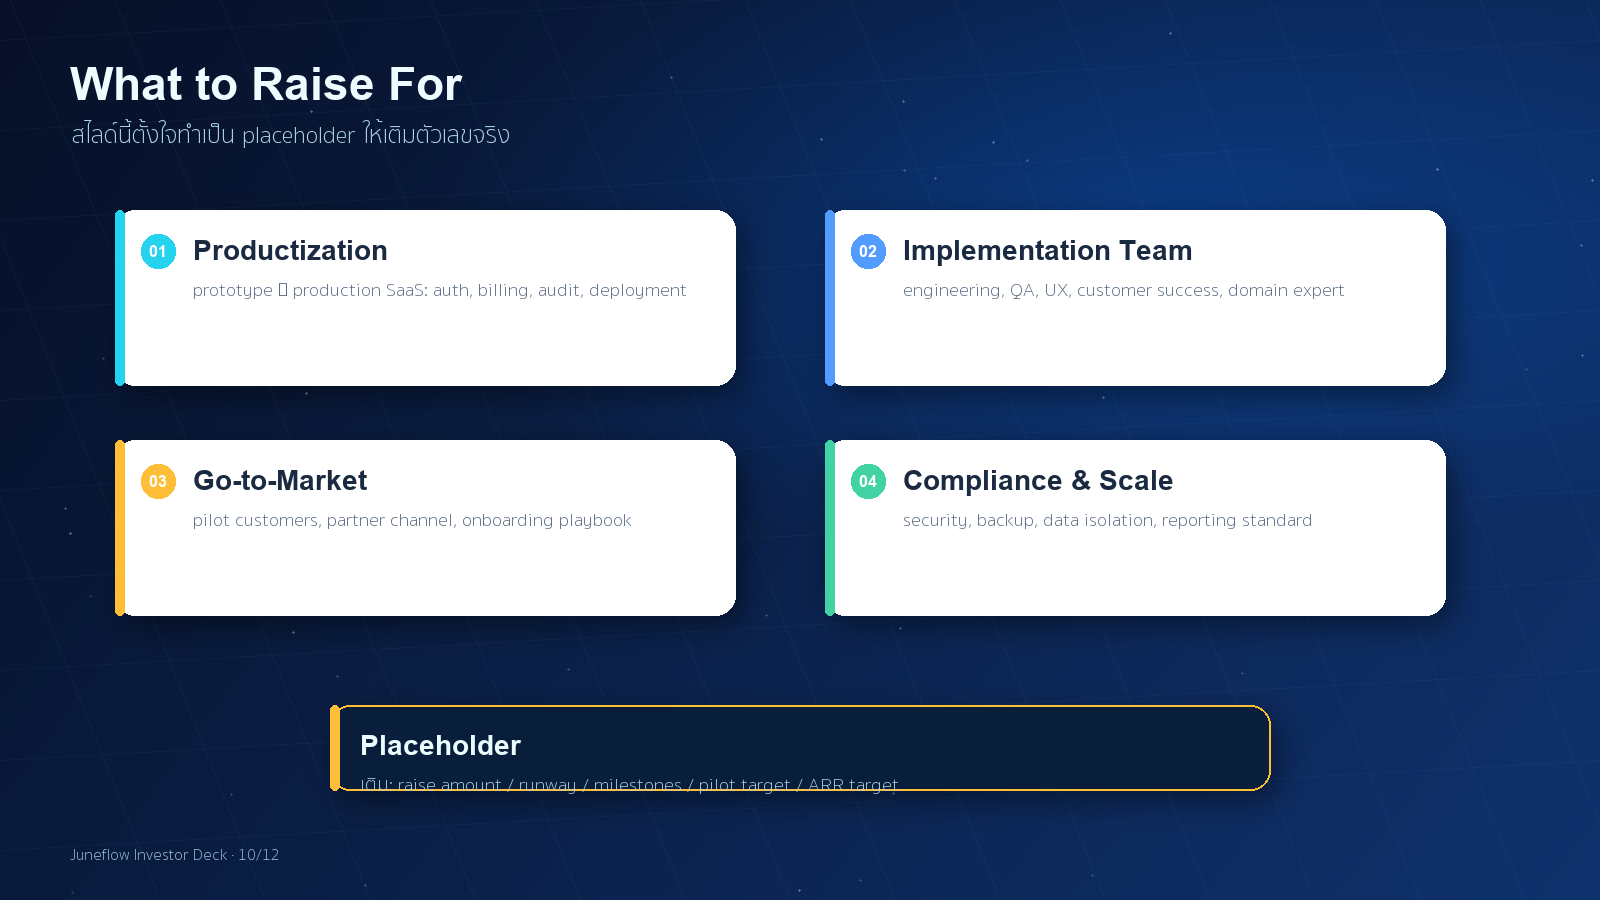 What to Raise For
สไลด์นี้ตั้งใจทำเป็น placeholder ให้เติมตัวเลขจริง
01 Productization
prototype ▯ production SaaS: auth, billing, audit, deployment
02 Implementation Team
engineering, QA, UX, customer success, domain expert
03 Go-to-Market
pilot customers, partner channel, onboarding playbook
04 Compliance & Scale
security, backup, data isolation, reporting standard
Placeholder
เติม: raise amount / runway / milestones / pilot target / ARR target
Juneflow Investor Deck · 10/12